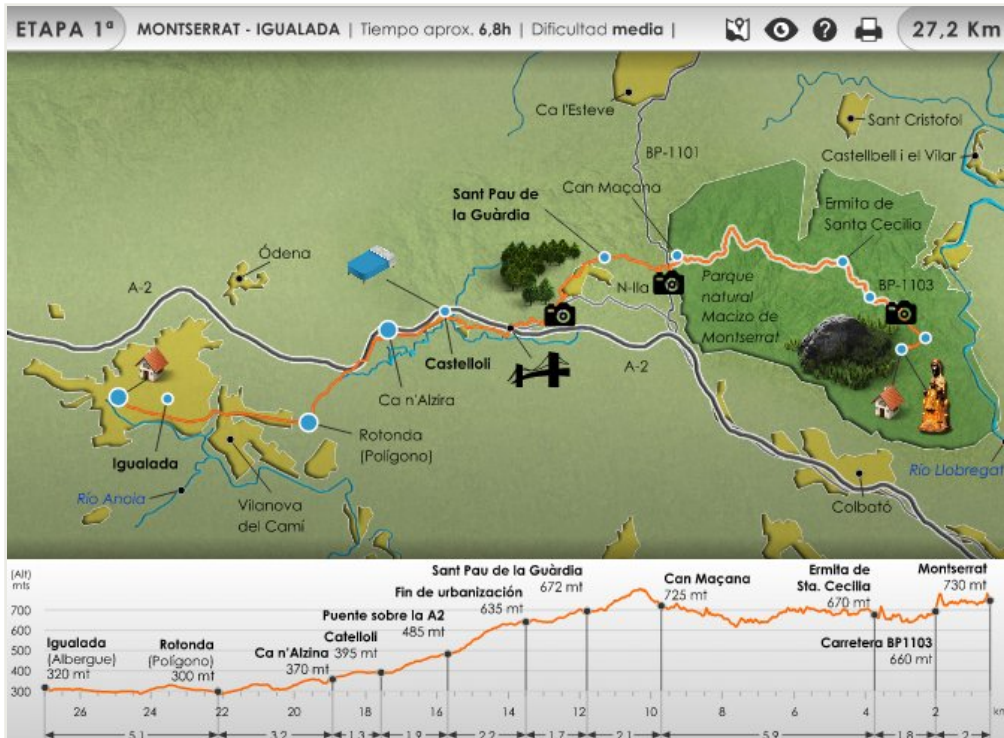 ETAPA 1ª
MONTSERRAT - IGUALADA | Tiempo aprox. 6,8h | Dificultad media |
27,2 Km
Ca l'Esteve
Sant Cristofol
BP-1101
Castellbell i el Vilar
Sant Pau de
la Guàrdia
Can Maçana
Ermita de
Santa Cecilia
Ódena
A-2
N-IIa
Parque
natural
Macizo de
Montserrat
BP-1103
Castelloli
A-2
Ca n'Alzira
Rotonda
(Polígono)
Igualada
Río Anoia
Vilanova
del Camí
Colbató
Río Llobregat
(Alt)
mts
700
600
500
400
300
Igualada
(Albergue)
320 mt
Rotonda
(Polígono)
300 mt
Ca n'Alzina
370 mt
Catelloli
395 mt
Puente sobre la A2
485 mt
Fin de urbanización
635 mt
Sant Pau de la Guàrdia
672 mt
Can Maçana
725 mt
Ermita de
Sta. Cecilia
670 mt
Carretera BP1103
660 mt
Montserrat
730 mt
26 24 22 20 18 16 14 12 10 8 6 4 2 km
5,1 3,2 1,3 1,9 2,2 1,7 2,1 5,9 1,8 2